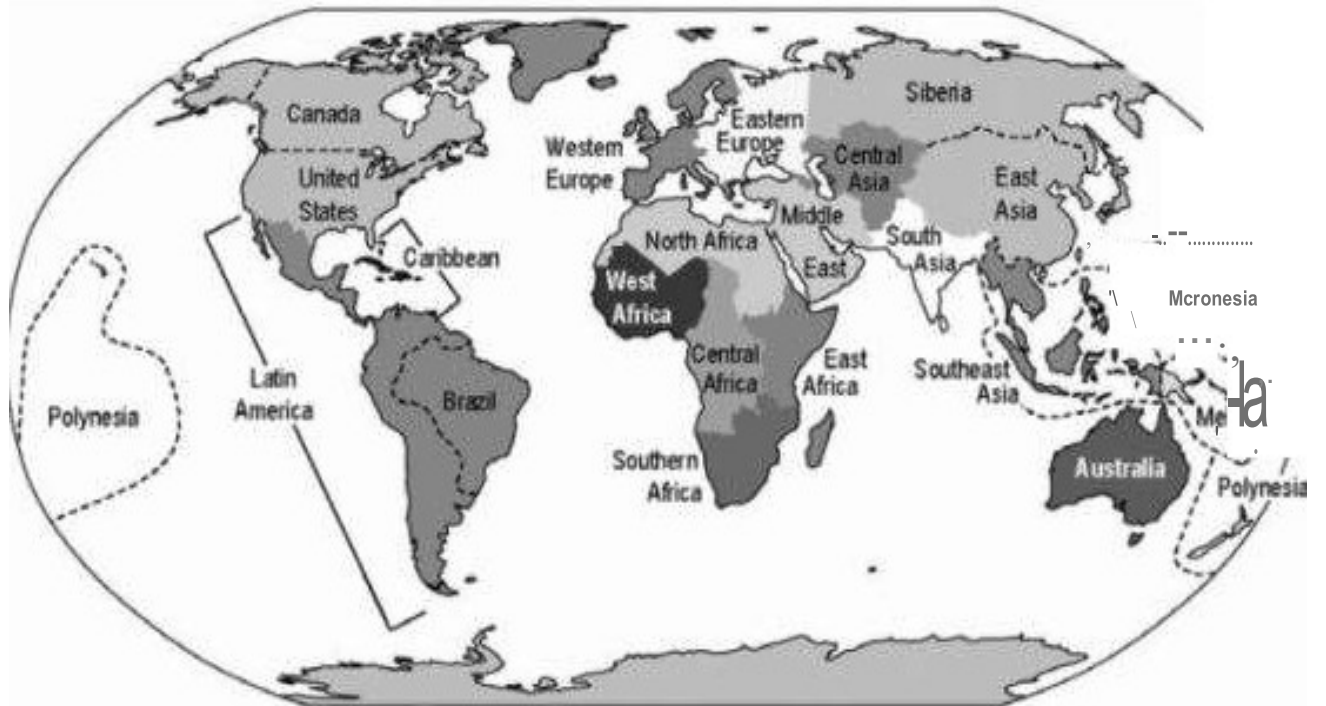 Canada
United
States
Caribbean
Latin
America
Brazil
Polynesia
Western
Europe
Eastern
Europe
Siberia
Central
Asia
East
Asia
Middle
East
South
Asia
North Africa
West
Africa
Central
Africa
East
Africa
Southern
Africa
Southeast
Asia
Mcronesia
Australia
Polynesia